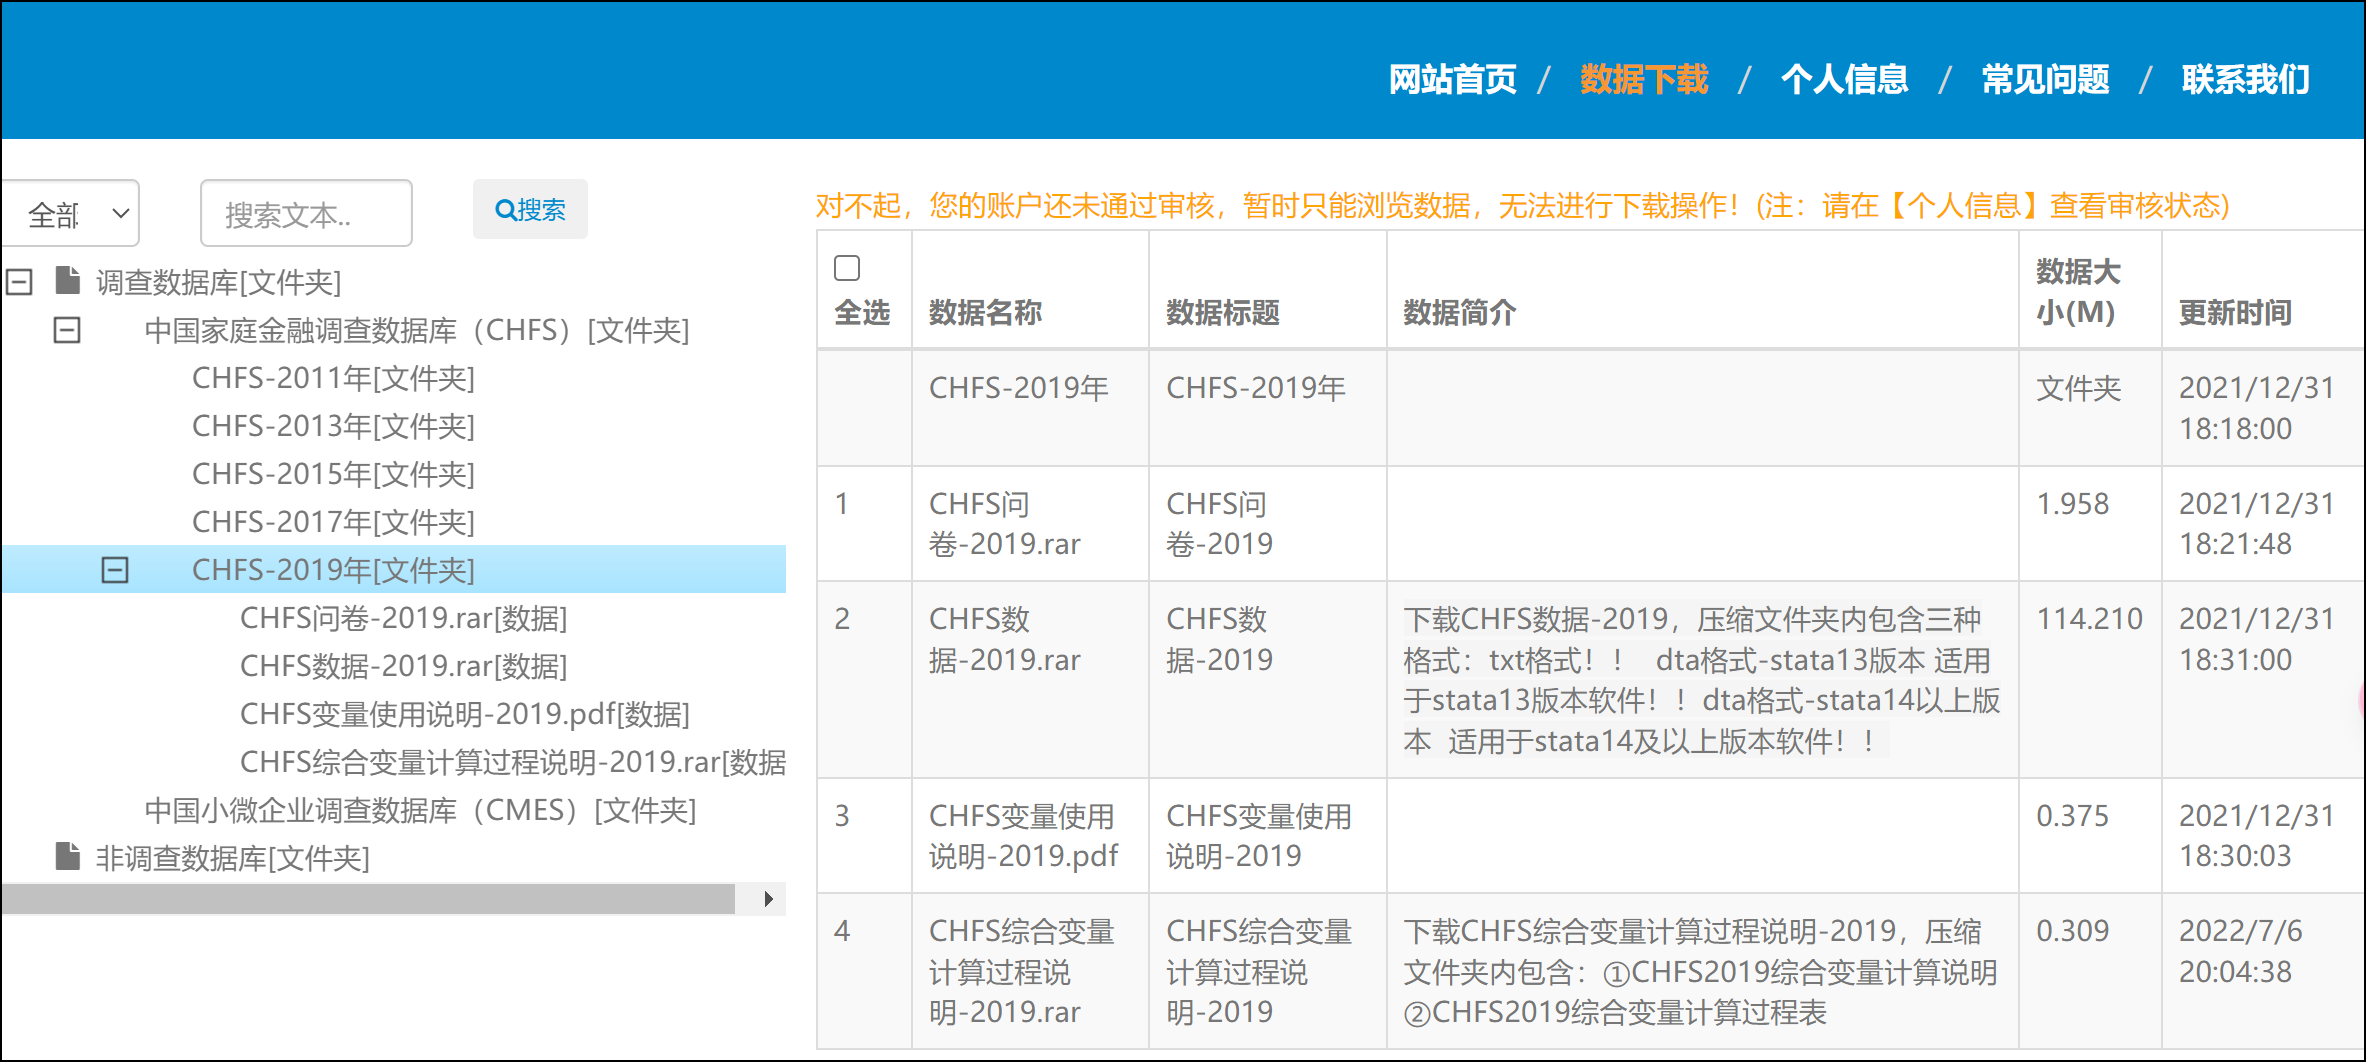 网站首页 / 数据下载 / 个人信息 / 常见问题 / 联系我们
全部
搜索文本..
搜索
调查数据库[文件夹]
中国家庭金融调查数据库（CHFS）[文件夹]
CHFS-2011年[文件夹]
CHFS-2013年[文件夹]
CHFS-2015年[文件夹]
CHFS-2017年[文件夹]
CHFS-2019年[文件夹]
CHFS问卷-2019.rar[数据]
CHFS数据-2019.rar[数据]
CHFS变量使用说明-2019.pdf[数据]
CHFS综合变量计算过程说明-2019.rar[数据
中国小微企业调查数据库（CMES）[文件夹]
非调查数据库[文件夹]
对不起，您的账户还未通过审核，暂时只能浏览数据，无法进行下载操作！(注：请在【个人信息】查看审核状态)
全选
数据名称
数据标题
数据简介
数据大
小(M)
更新时间
CHFS-2019年
CHFS-2019年
文件夹
2021/12/31
18:18:00
1
CHFS问
卷-2019.rar
CHFS问
卷-2019
1.958
2021/12/31
18:21:48
2
CHFS数
据-2019.rar
CHFS数
据-2019
下载CHFS数据-2019，压缩文件夹内包含三种
格式：txt格式！！ dta格式-stata13版本 适用
于stata13版本软件！！dta格式-stata14以上版
本 适用于stata14及以上版本软件！！
114.210
2021/12/31
18:31:00
3
CHFS变量使用
说明-2019.pdf
CHFS变量使用
说明-2019
0.375
2021/12/31
18:30:03
4
CHFS综合变量
计算过程说
明-2019.rar
CHFS综合变量
计算过程说
明-2019
下载CHFS综合变量计算过程说明-2019，压缩
文件夹内包含：①CHFS2019综合变量计算说明
②CHFS2019综合变量计算过程表
0.309
2022/7/6
20:04:38